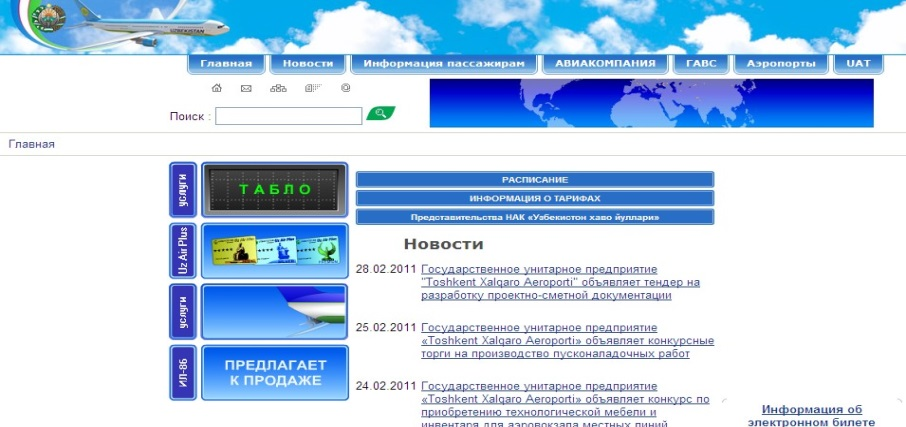 UZBEKISTAN
Главная Новости Информация пассажирам АВИАКОМПАНИЯ ГАВС Аэропорты UAT
Поиск :
Главная
услуги
ТАБЛО
РАСПИСАНИЕ
ИНФОРМАЦИЯ О ТАРИФАХ
Представительства НАК «Узбекистон хаво йуллари»
Uz Air Plus
Новости
28.02.2011 Государственное унитарное предприятие
"Toshkent Xalqaro Aeroporti" объявляет тендер на
разработку проектно-сметной документации
услуги
25.02.2011 Государственное унитарное предприятие
«Toshkent Xalqaro Aeroporti» объявляет конкурсные
торги на производство пусконаладочных работ
ИЛ-86
ПРЕДЛАГАЕТ
К ПРОДАЖЕ
24.02.2011 Государственное унитарное предприятие
«Toshkent Xalqaro Aeroporti» объявляет конкурс по
приобретению технологической мебели и
инвентаря для аэровокзала местных линий
Информация об
электронном билете